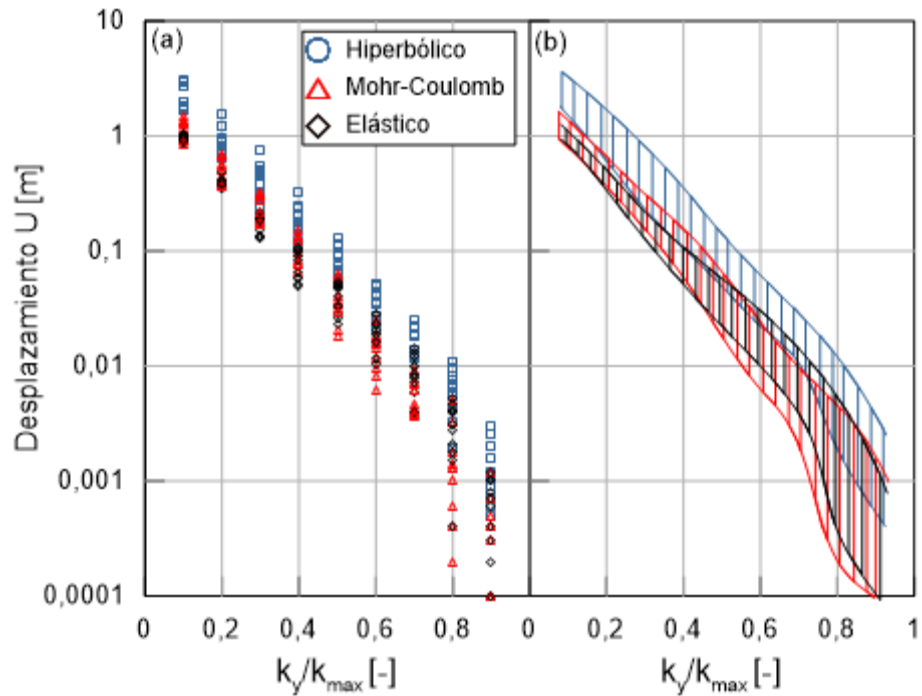 (a)
(b)
Hiperbólico
Mohr-Coulomb
Elástico
Desplazamiento U [m]
10
1
0,1
0,01
0,001
0,0001
0 0,2 0,4 0,6 0,8 0 0,2 0,4 0,6 0,8 1
ky/kmax [-]
ky/kmax [-]